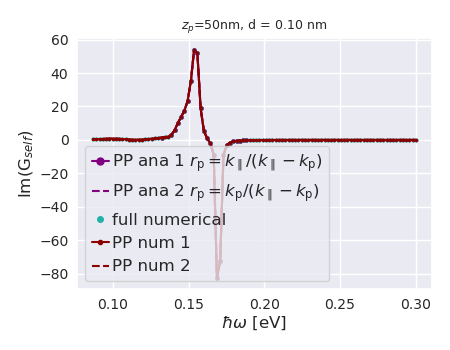 z_p=50nm, d = 0.10 nm
60
40
20
0
−20
−40
−60
−80
Im(G_self)
PP ana 1 r_p = k_∥/(k_∥ − k_p)
PP ana 2 r_p = k_p/(k_∥ − k_p)
full numerical
PP num 1
PP num 2
0.10 0.15 0.20 0.25 0.30
ħω [eV]